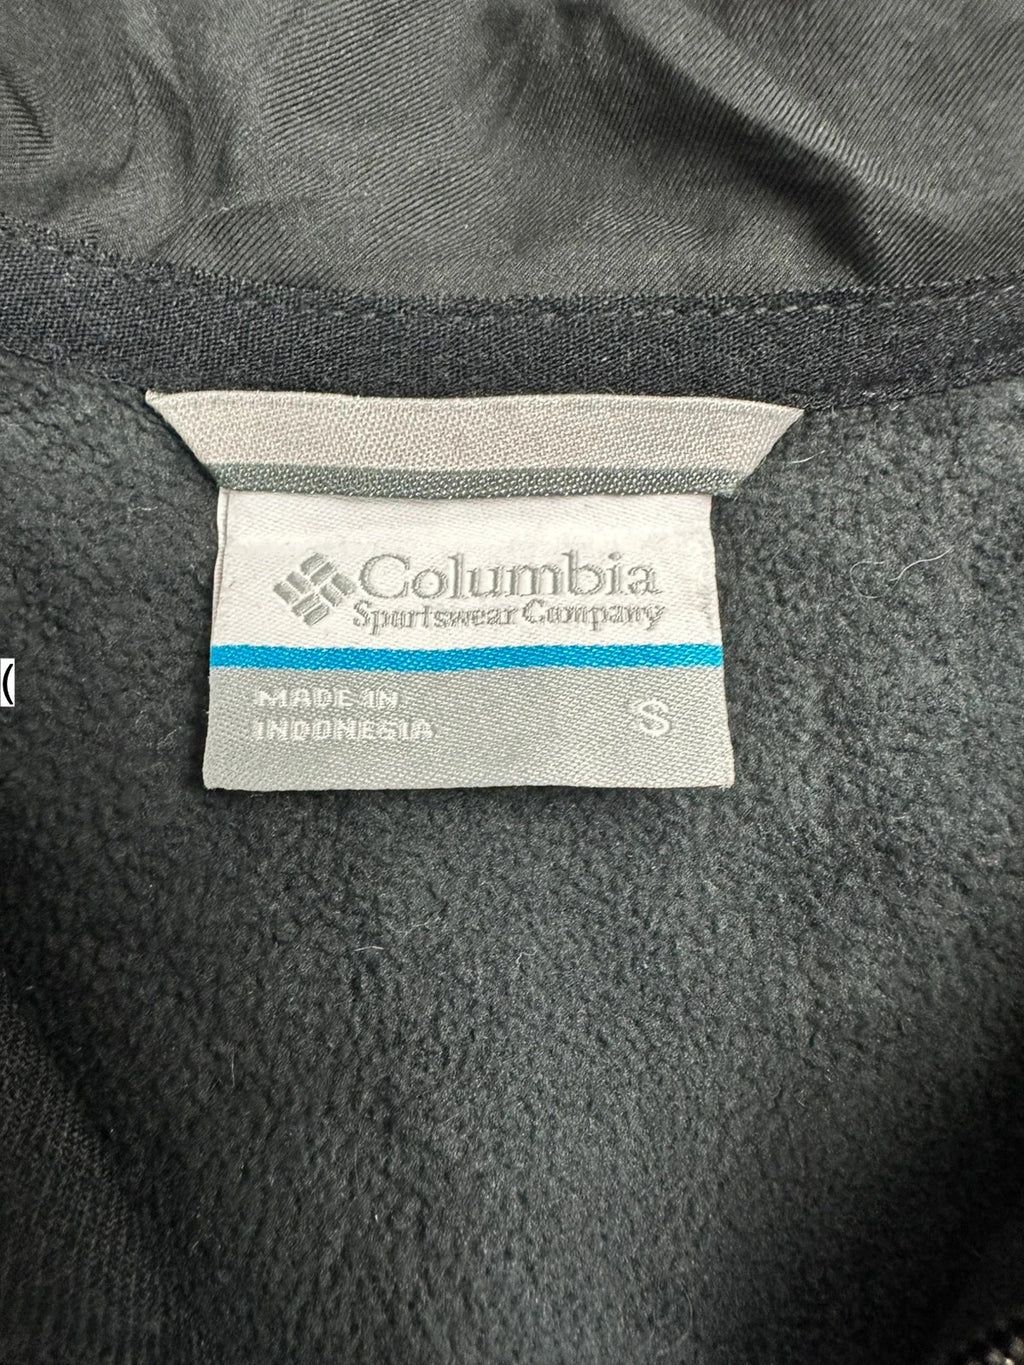 Columbia
Sportswear Company
MADE IN
INDONESIA
S
(